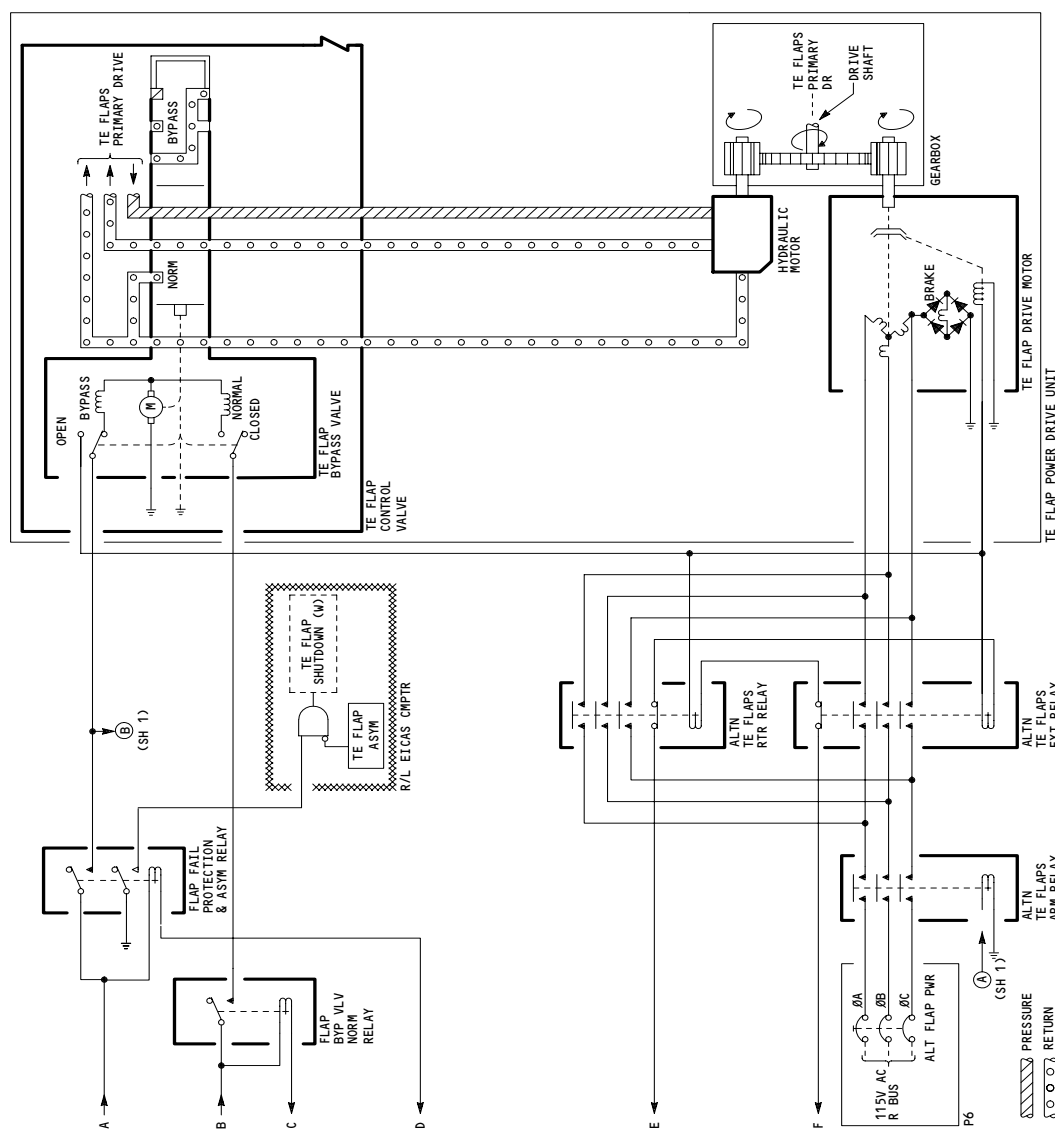 TE FLAPS
PRIMARY DRIVE
BYPASS
NORM
OPEN
BYPASS
M
NORMAL
CLOSED
TE FLAP
BYPASS VALVE
TE FLAP
CONTROL
VALVE
TE FLAPS
PRIMARY
DR
DRIVE
SHAFT
GEARBOX
HYDRAULIC
MOTOR
BRAKE
TE FLAP DRIVE MOTOR
TE FLAP POWER DRIVE UNIT
B
(SH 1)
TE FLAP
SHUTDOWN (W)
TE FLAP
ASYM
R/L EICAS CMPTR
FLAP FAIL
PROTECTION
& ASYM RELAY
FLAP
BYP VLV
NORM
RELAY
ALTN
TE FLAPS
RTR RELAY
ALTN
TE FLAPS
EXT RELAY
ALTN
TE FLAPS
ARM RELAY
A
(SH 1)
ØA
ØB
ØC
ALT FLAP PWR
115V AC
R BUS
P6
A
B
C
D
E
F
PRESSURE
RETURN